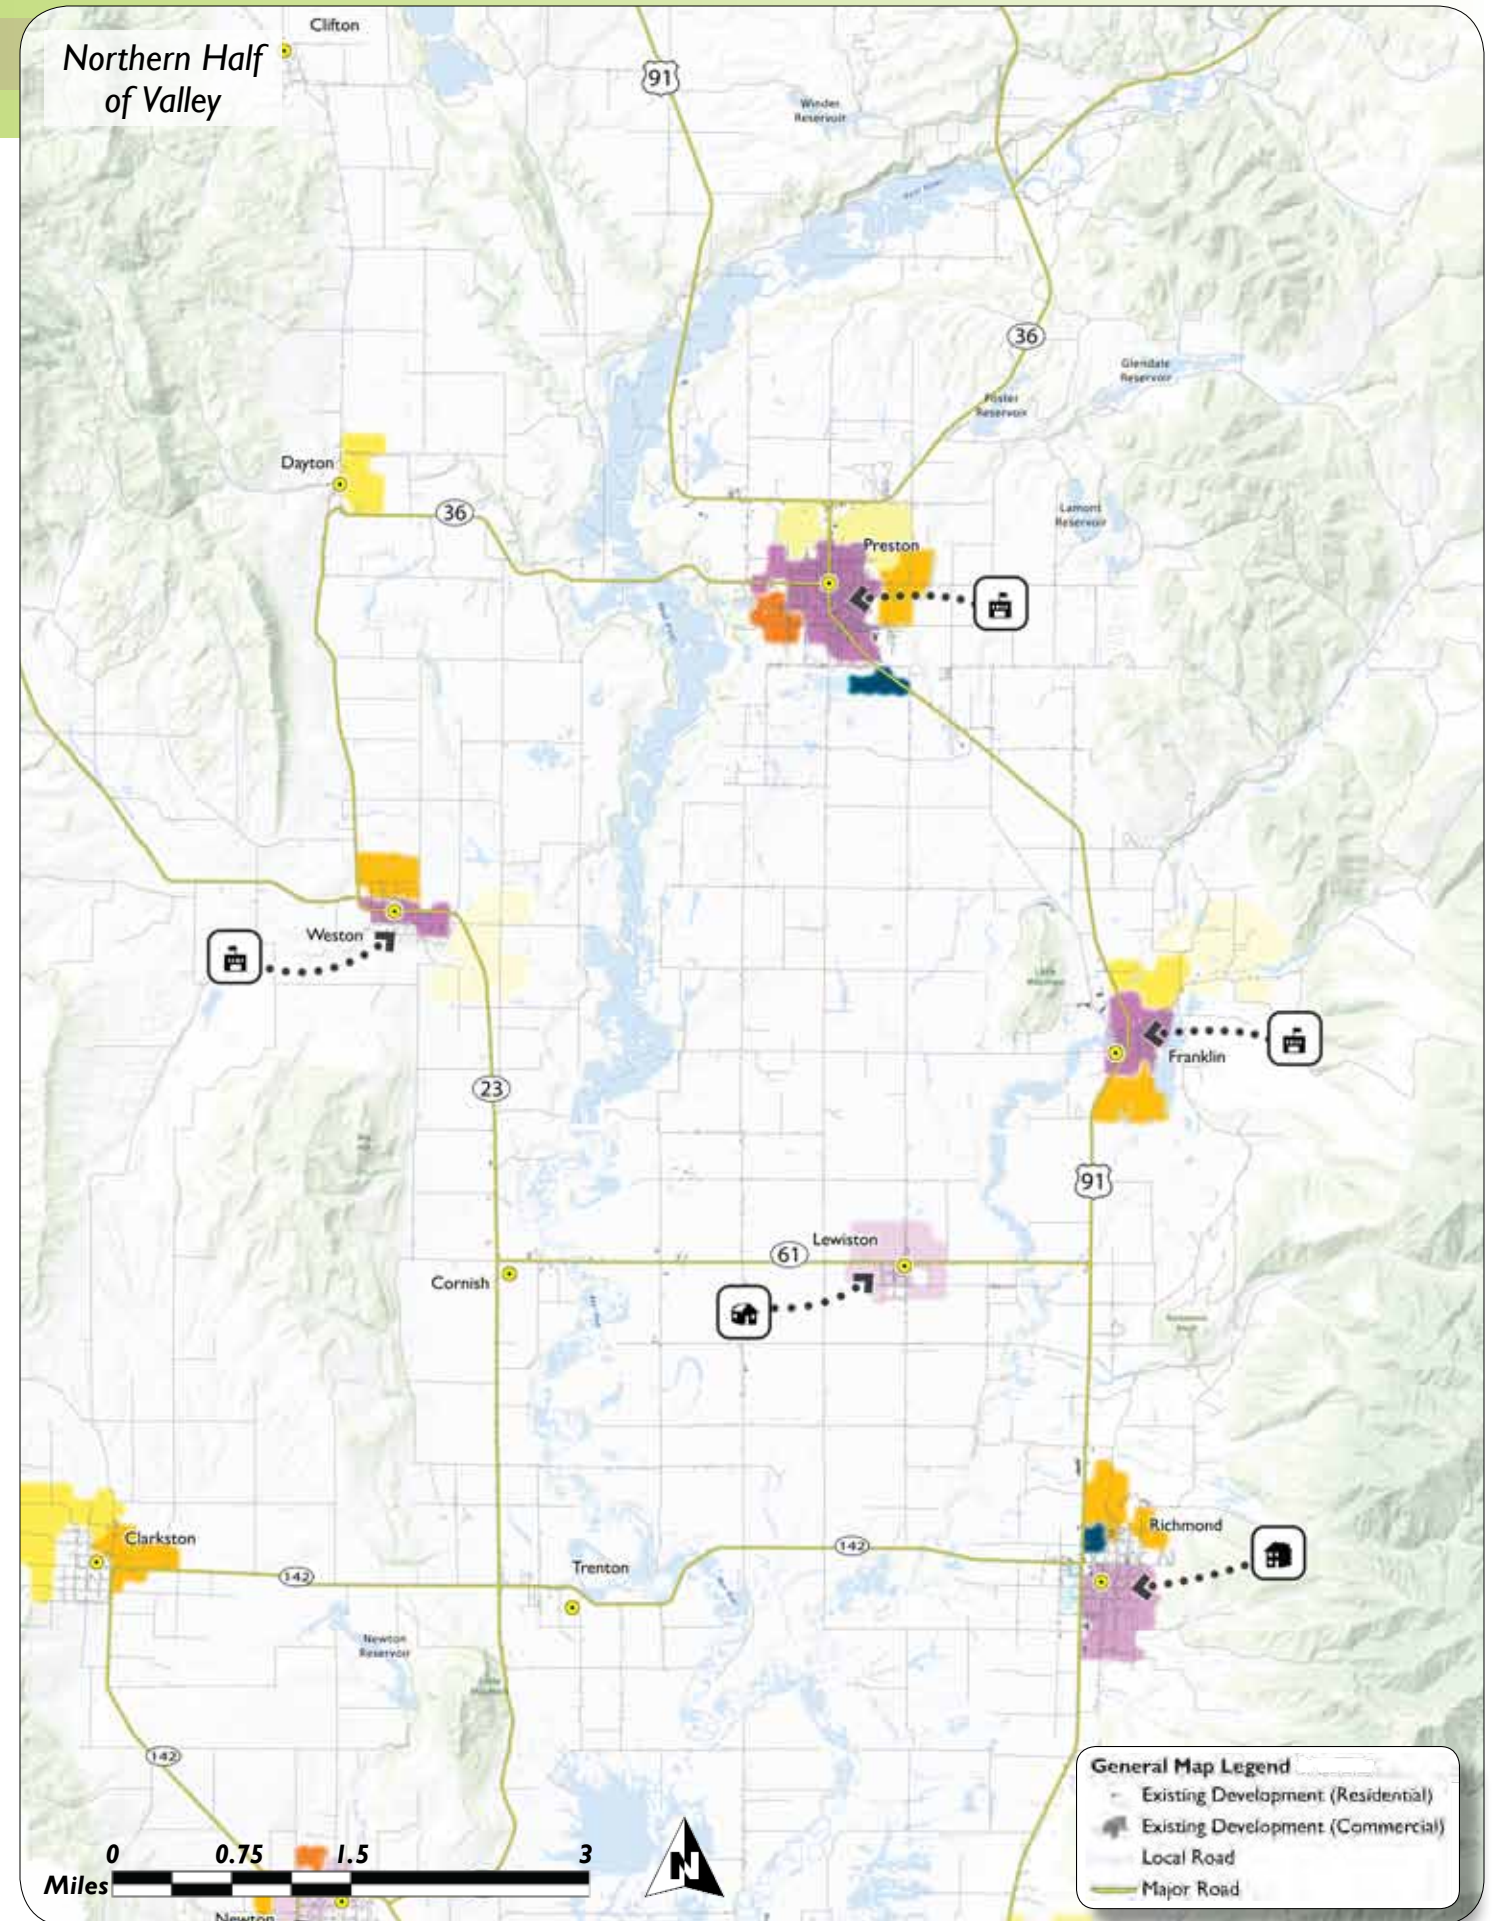 Northern Half
of Valley
Clifton
91
Winder
Reservoir
36
Glendale
Reservoir
Foster
Reservoir
Dayton
36
Lamont
Reservoir
Preston
Weston
Franklin
23
91
Lewiston
61
Cornish
Clarkston
Richmond
142
Trenton
142
Newton
Reservoir
142
General Map Legend
Existing Development (Residential)
Existing Development (Commercial)
Local Road
Major Road
0 0.75 1.5 3
Miles
N
Newton